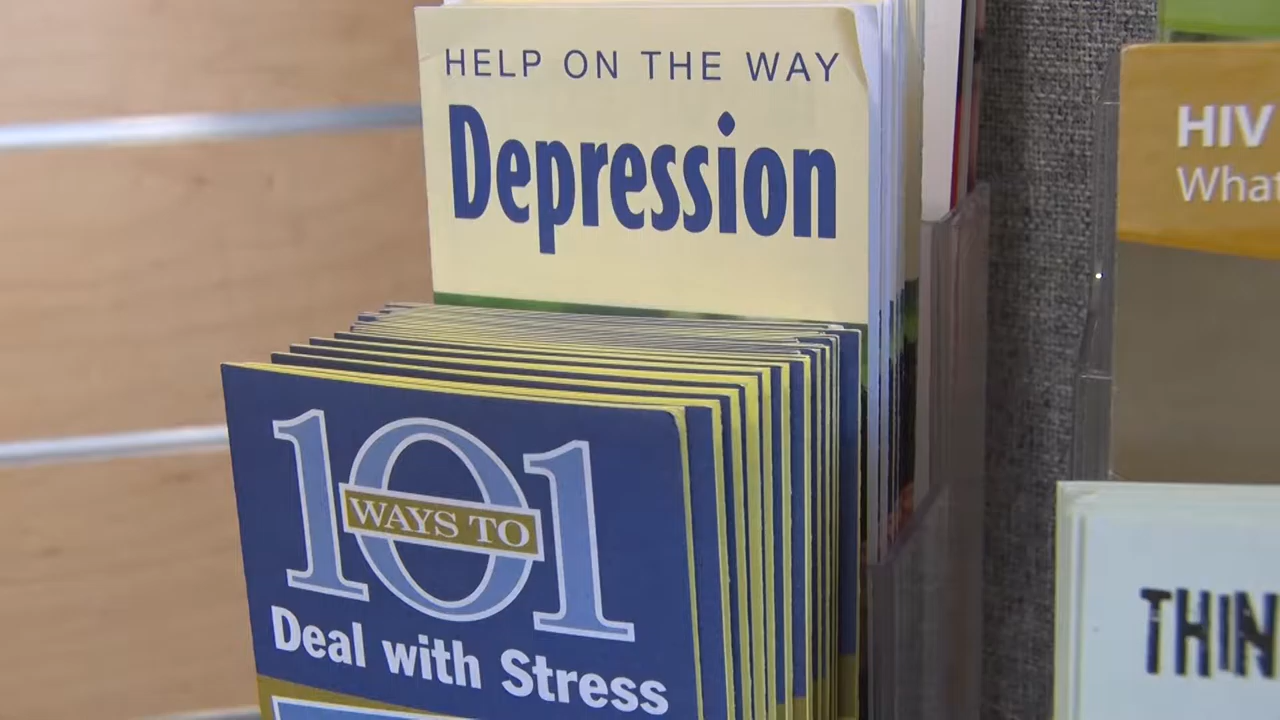 HELP ON THE WAY
Depression
101
WAYS TO
Deal with Stress
HIV
What
THIN